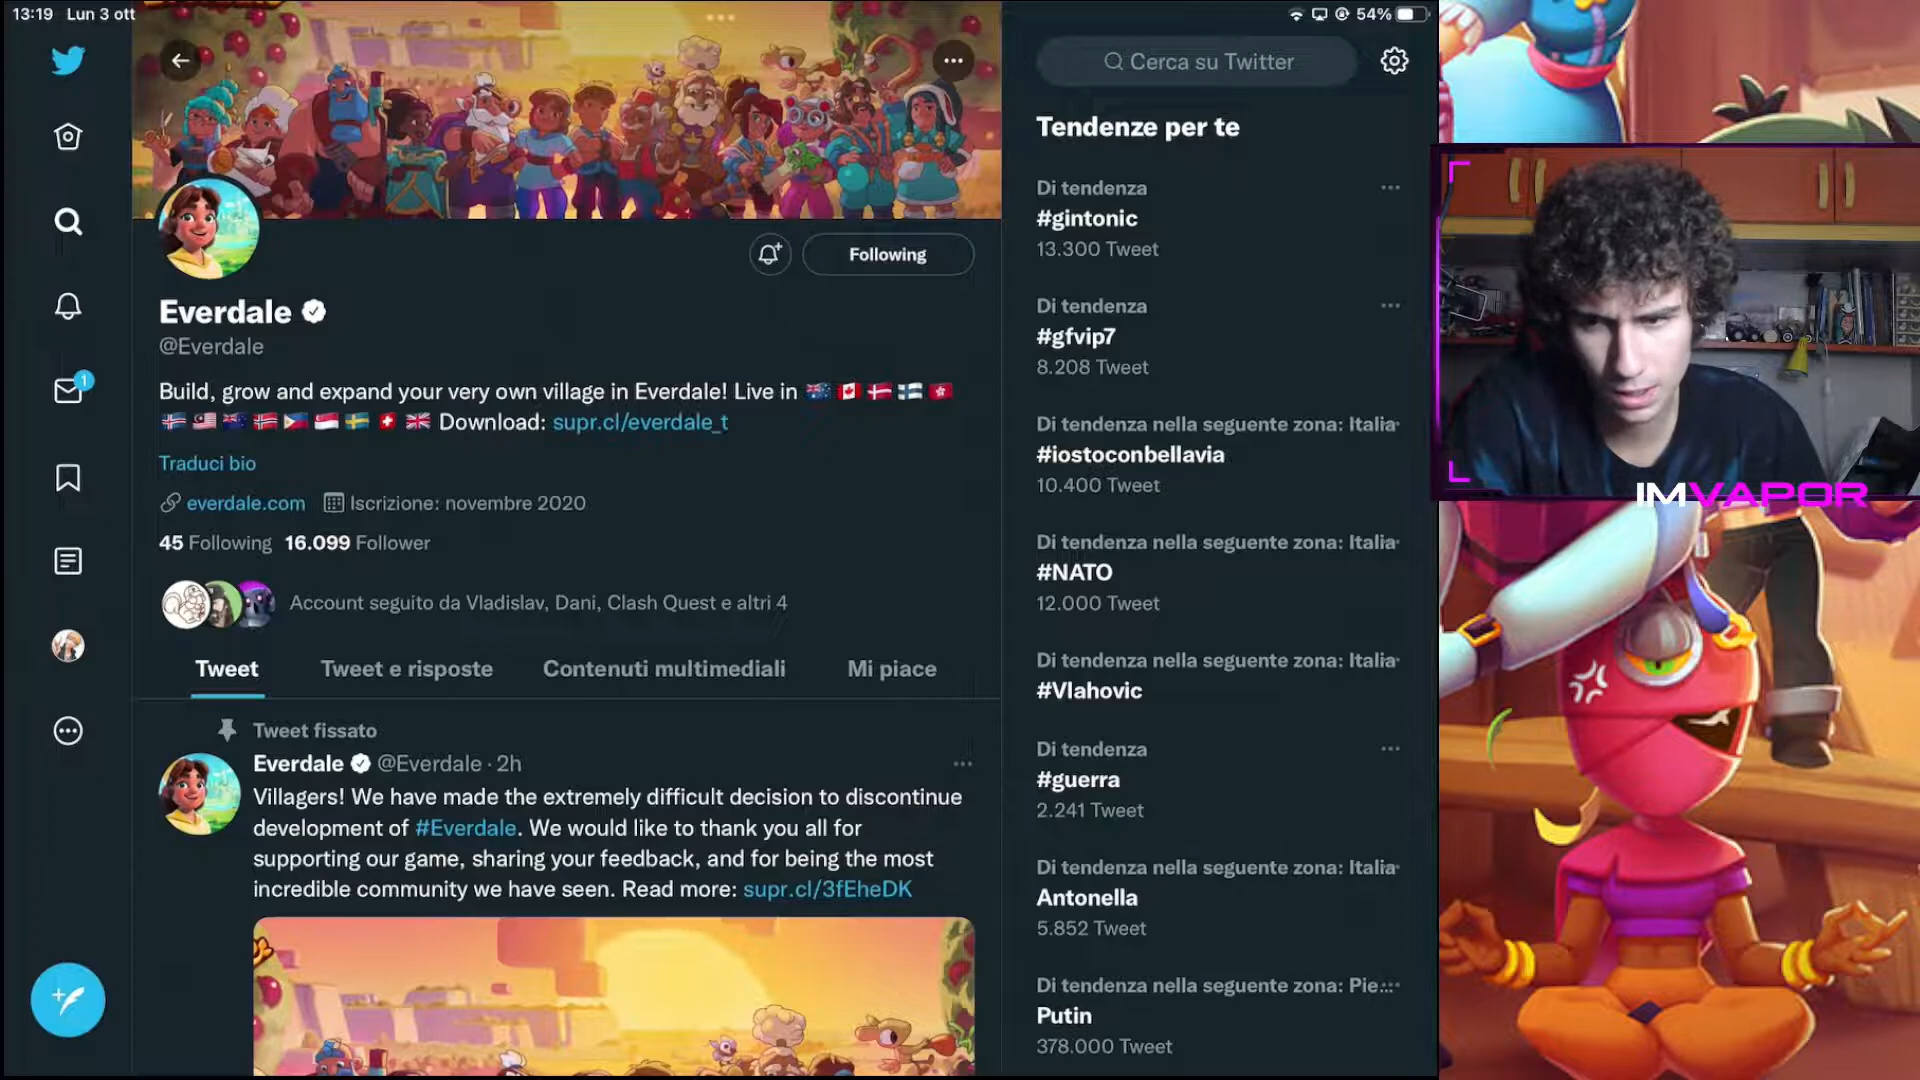 13:19 Lun 3 ott
54%
Following
Everdale
@Everdale
Build, grow and expand your very own village in Everdale! Live in
Download: supr.cl/everdale_t
Traduci bio
everdale.com Iscrizione: novembre 2020
45 Following 16.099 Follower
Account seguito da Vladislav, Dani, Clash Quest e altri 4
Tweet Tweet e risposte Contenuti multimediali Mi piace
Tweet fissato
Everdale @Everdale · 2h
Villagers! We have made the extremely difficult decision to discontinue
development of #Everdale. We would like to thank you all for
supporting our game, sharing your feedback, and for being the most
incredible community we have seen. Read more: supr.cl/3fEheDK
1
Cerca su Twitter
Tendenze per te
Di tendenza
#gintonic
13.300 Tweet
Di tendenza
#gfvip7
8.208 Tweet
Di tendenza nella seguente zona: Italia
#iostoconbellavia
10.400 Tweet
Di tendenza nella seguente zona: Italia
#NATO
12.000 Tweet
Di tendenza nella seguente zona: Italia
#Vlahovic
Di tendenza
#guerra
2.241 Tweet
Di tendenza nella seguente zona: Italia
Antonella
5.852 Tweet
Di tendenza nella seguente zona: Pie...
Putin
378.000 Tweet
IMVAPOR